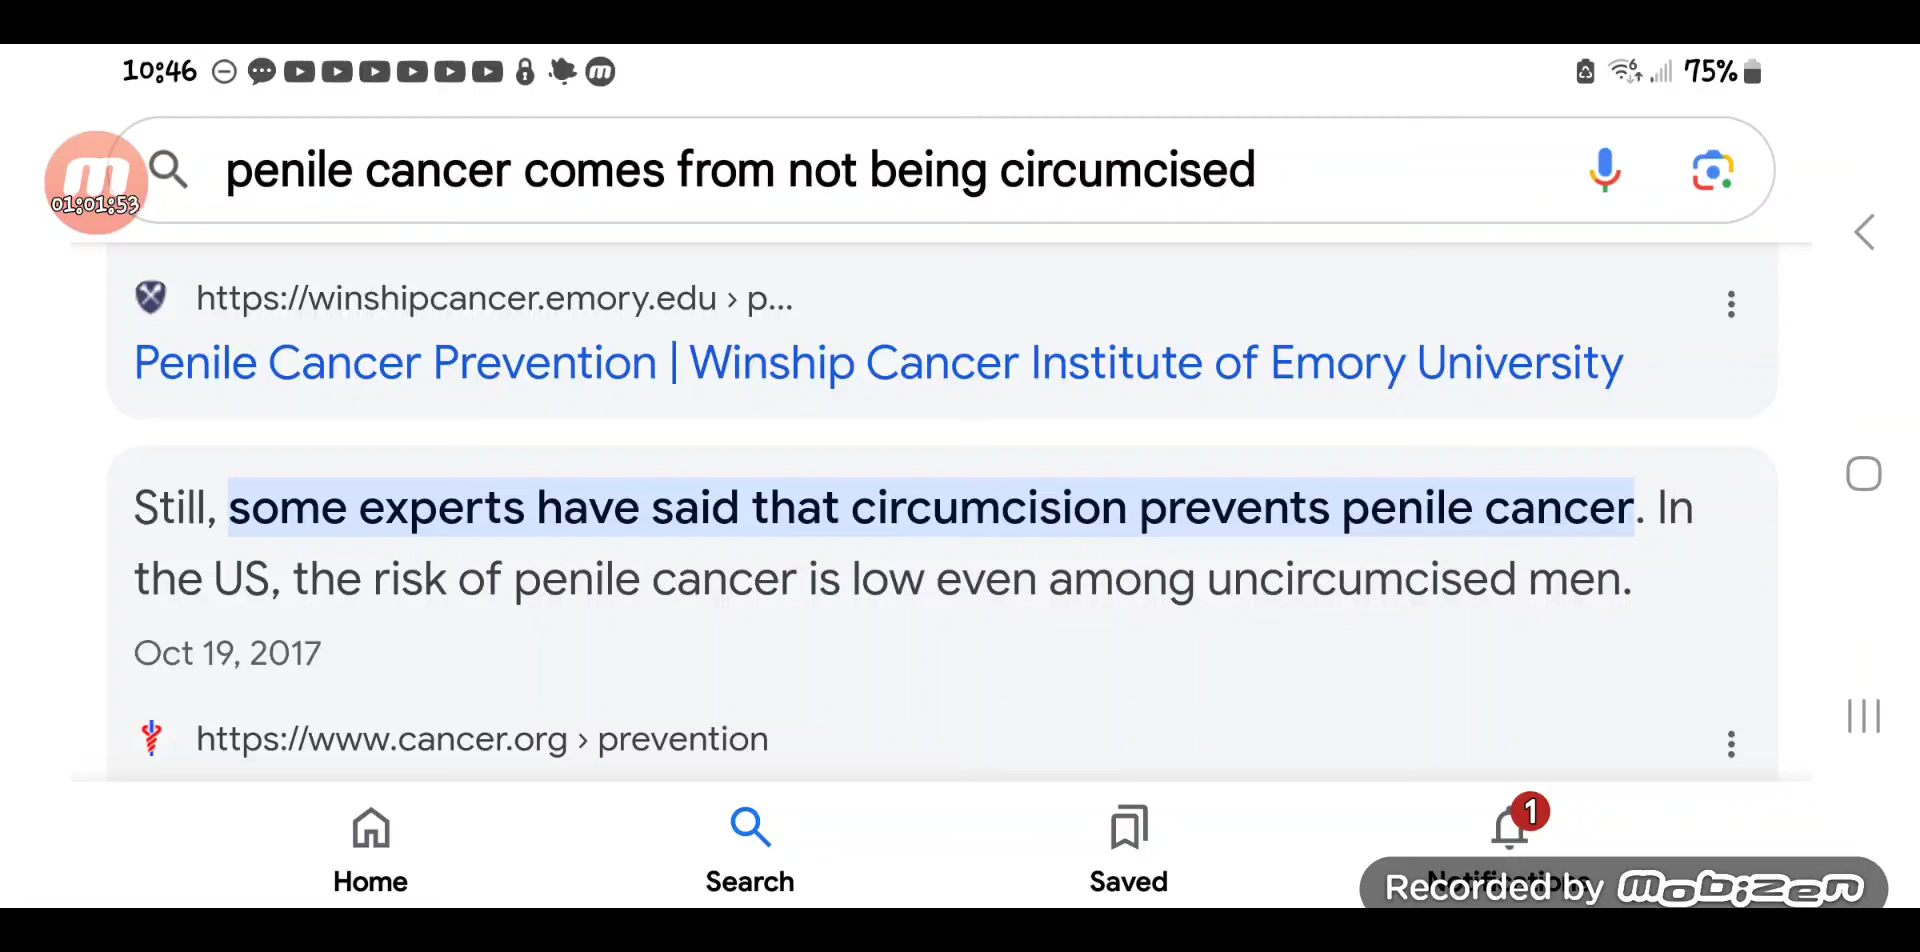 10:46
75%
01:01:53
penile cancer comes from not being circumcised
https://winshipcancer.emory.edu › p...
Penile Cancer Prevention | Winship Cancer Institute of Emory University
Still, some experts have said that circumcision prevents penile cancer. In
the US, the risk of penile cancer is low even among uncircumcised men.
Oct 19, 2017
https://www.cancer.org › prevention
1
Home
Search
Saved
Notifications
Recorded by mobizen